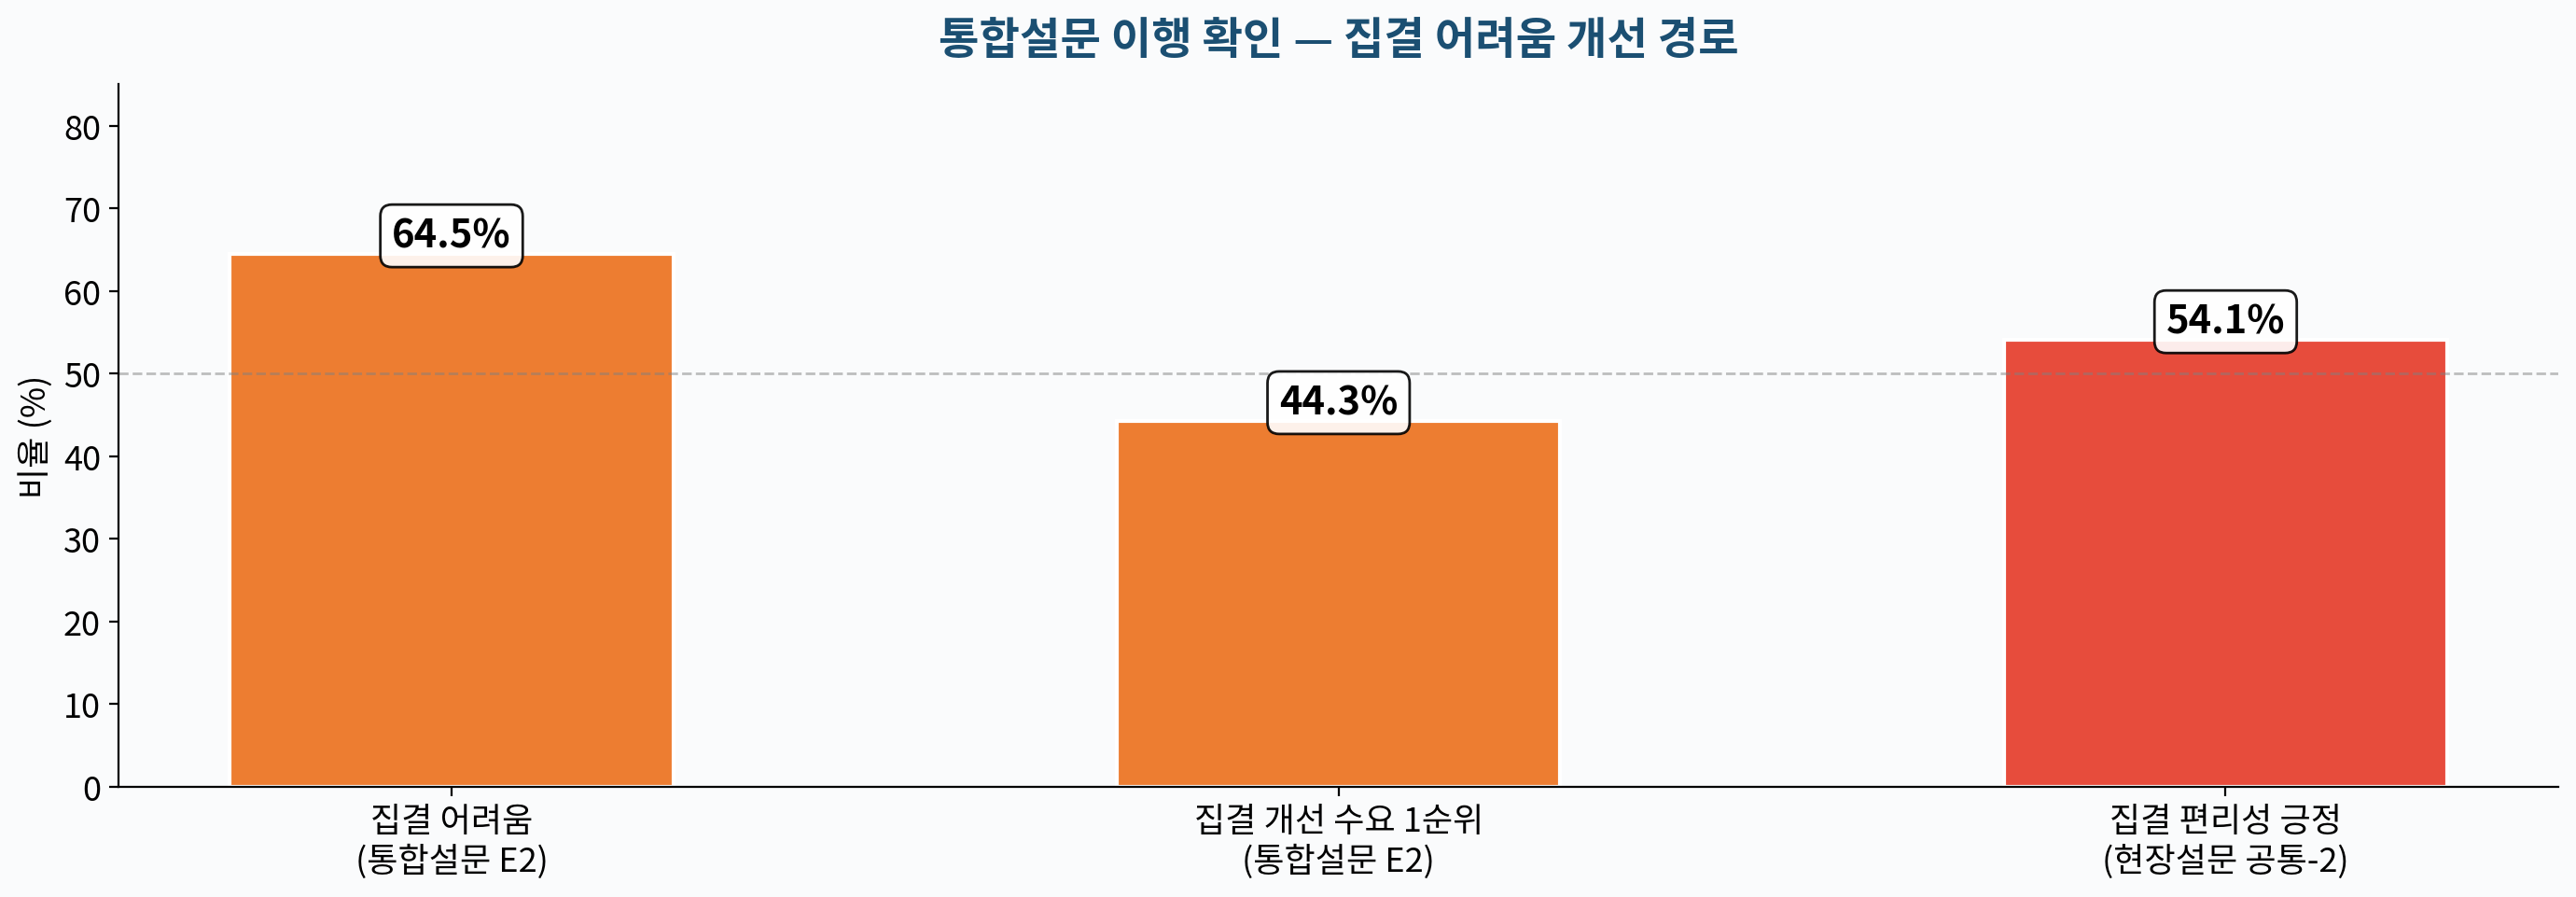 통합설문 이행 확인 — 집결 어려움 개선 경로
비율 (%)
80
70
60
50
40
30
20
10
0
64.5%
44.3%
54.1%
집결 어려움
(통합설문 E2)
집결 개선 수요 1순위
(통합설문 E2)
집결 편리성 긍정
(현장설문 공통-2)